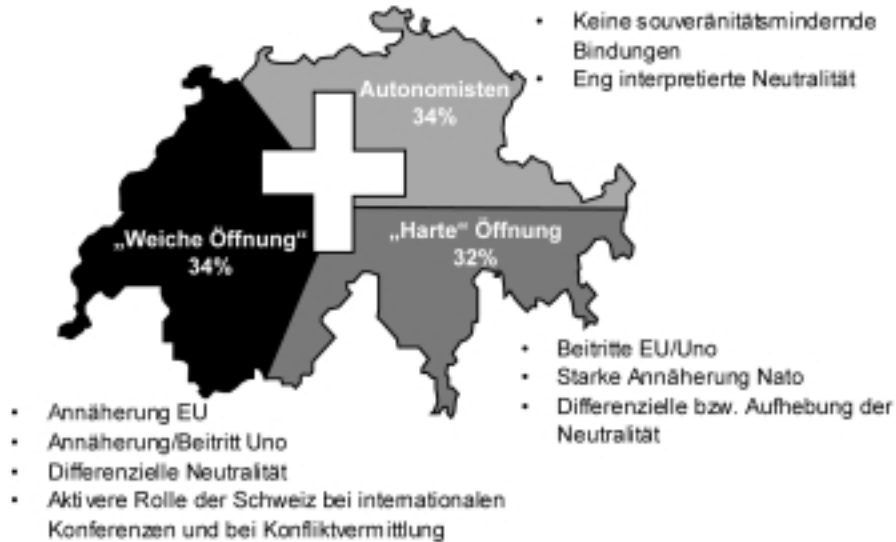 • Keine souveränitätsmindernde
Bindungen
• Eng interpretierte Neutralität
Autonomisten
34%
„Weiche Öffnung“
34%
„Harte“ Öffnung
32%
• Beitritte EU/Uno
• Starke Annäherung Nato
• Differenzielle bzw. Aufhebung der
Neutralität
• Annäherung EU
• Annäherung/Beitritt Uno
• Differenzielle Neutralität
• Aktivere Rolle der Schweiz bei internationalen
Konferenzen und bei Konfliktvermittlung